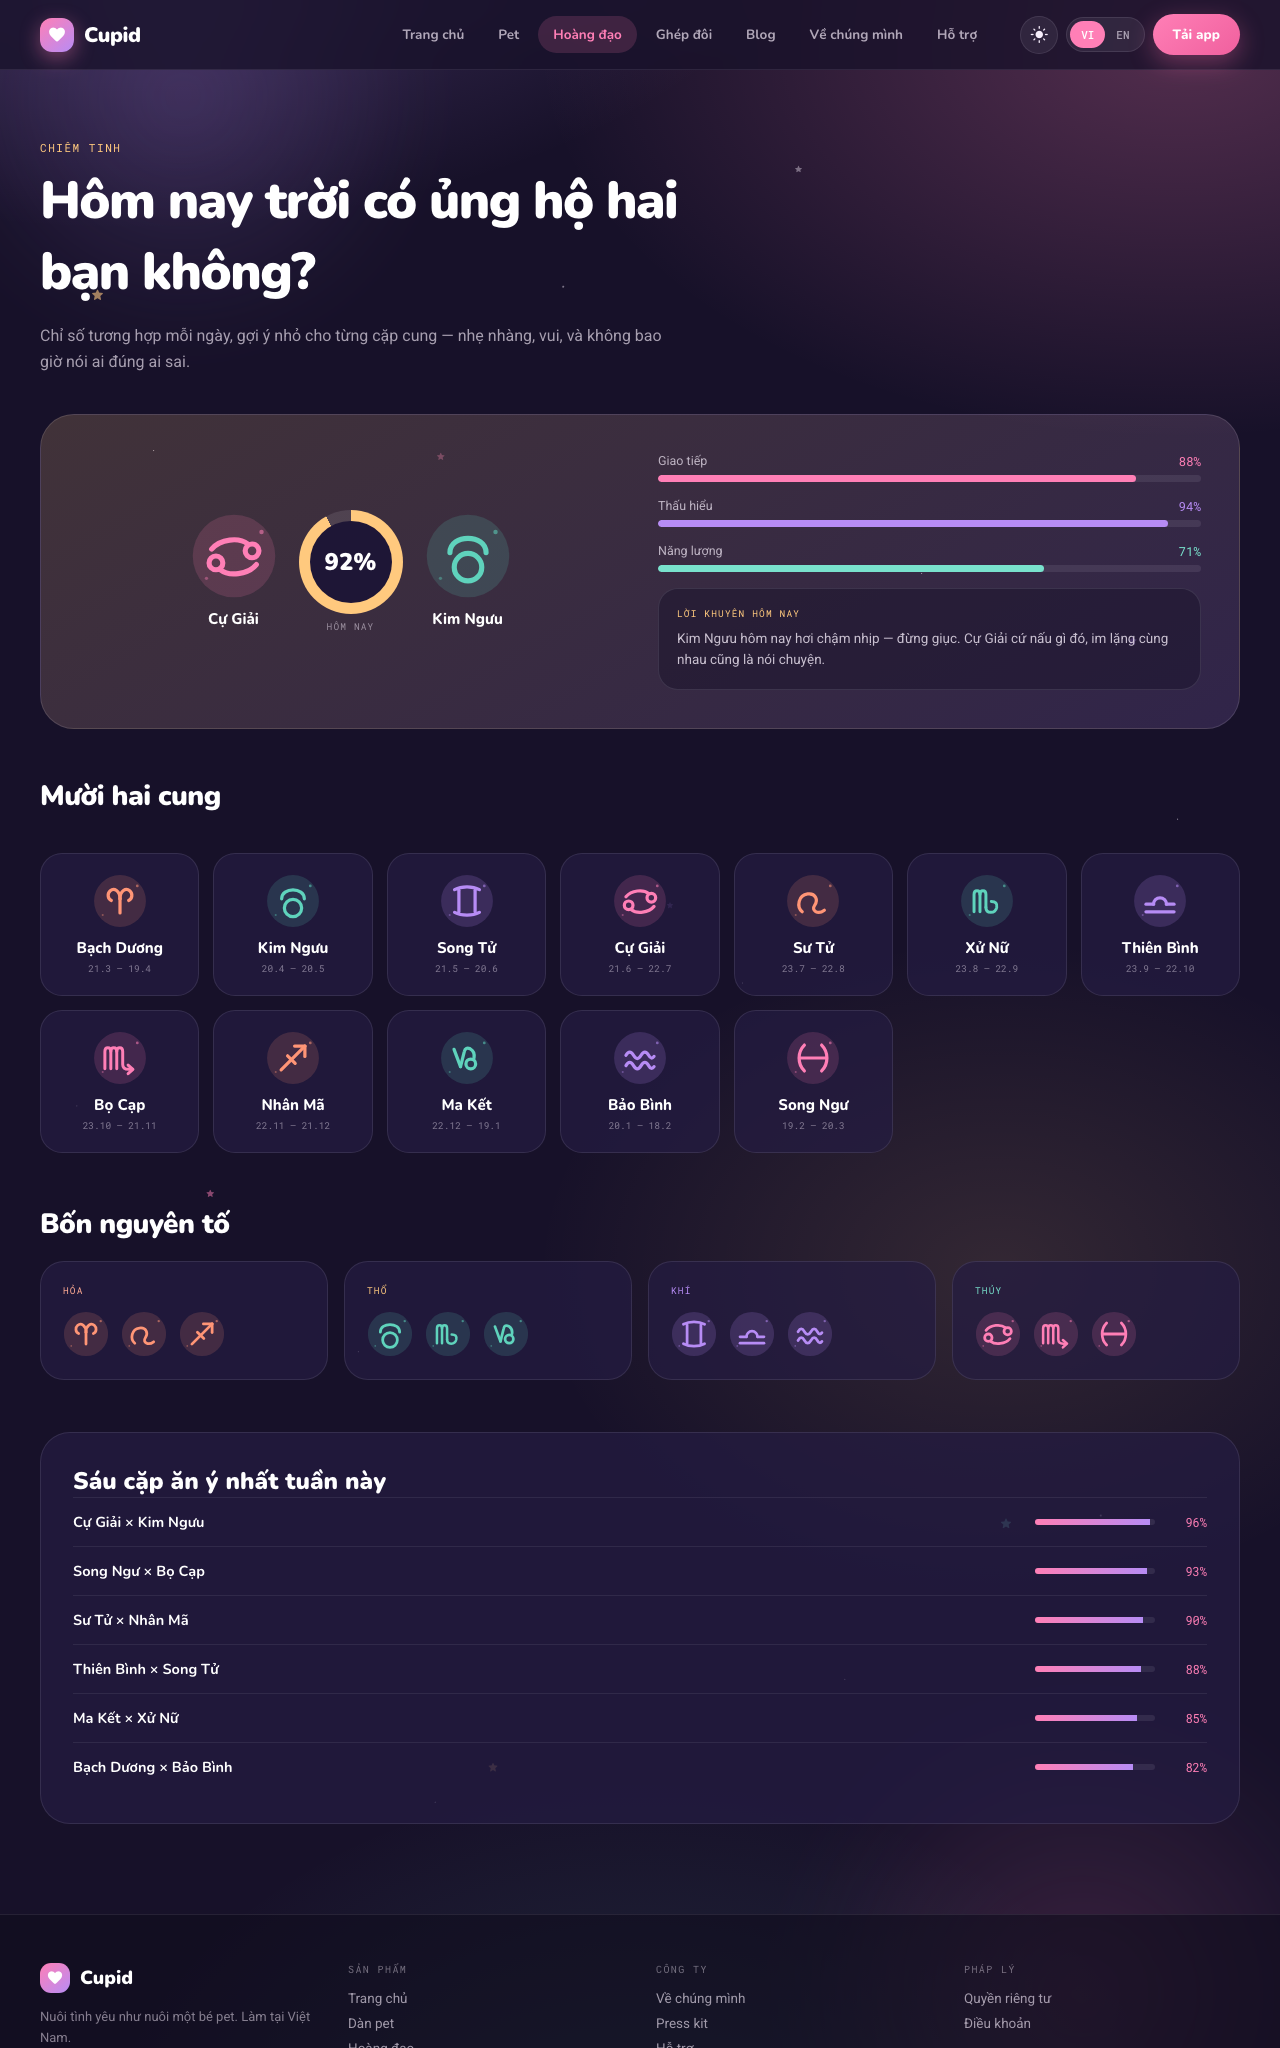 Cupid
Trang chủ
Pet
Hoàng đạo
Ghép đôi
Blog
Về chúng mình
Hỗ trợ
VI
EN
Tải app
CHIÊM TINH
Hôm nay trời có ủng hộ hai
bạn không?
Chỉ số tương hợp mỗi ngày, gợi ý nhỏ cho từng cặp cung — nhẹ nhàng, vui, và không bao
giờ nói ai đúng ai sai.
Cự Giải
92%
HÔM NAY
Kim Ngưu
Giao tiếp
88%
Thấu hiểu
94%
Năng lượng
71%
LỜI KHUYÊN HÔM NAY
Kim Ngưu hôm nay hơi chậm nhịp — đừng giục. Cự Giải cứ nấu gì đó, im lặng cùng
nhau cũng là nói chuyện.
Mười hai cung
Bạch Dương
21.3 — 19.4
Kim Ngưu
20.4 — 20.5
Song Tử
21.5 — 20.6
Cự Giải
21.6 — 22.7
Sư Tử
23.7 — 22.8
Xử Nữ
23.8 — 22.9
Thiên Bình
23.9 — 22.10
Bọ Cạp
23.10 — 21.11
Nhân Mã
22.11 — 21.12
Ma Kết
22.12 — 19.1
Bảo Bình
20.1 — 18.2
Song Ngư
19.2 — 20.3
Bốn nguyên tố
HỎA
THỔ
KHÍ
THỦY
Sáu cặp ăn ý nhất tuần này
Cự Giải × Kim Ngưu
96%
Song Ngư × Bọ Cạp
93%
Sư Tử × Nhân Mã
90%
Thiên Bình × Song Tử
88%
Ma Kết × Xử Nữ
85%
Bạch Dương × Bảo Bình
82%
Cupid
Nuôi tình yêu như nuôi một bé pet. Làm tại Việt
Nam.
SẢN PHẨM
Trang chủ
Dàn pet
Hoàng đạo
CÔNG TY
Về chúng mình
Press kit
Hỗ trợ
PHÁP LÝ
Quyền riêng tư
Điều khoản